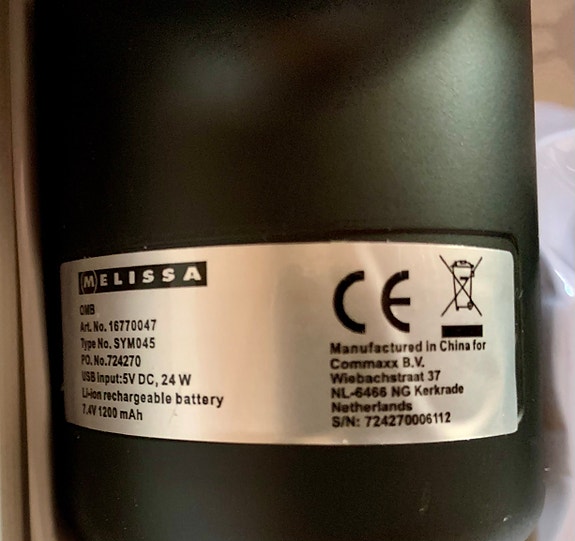 MELISSA
OMB
Art. No. 16770047
Type No. SYM045
PO. No.724270
USB input:5V DC, 24 W
Li-ion rechargeable battery
7.4V 1200 mAh
CE
Manufactured in China for
Commaxx B.V.
Wiebachstraat 37
NL-6466 NG Kerkrade
Netherlands
S/N: 724270006112